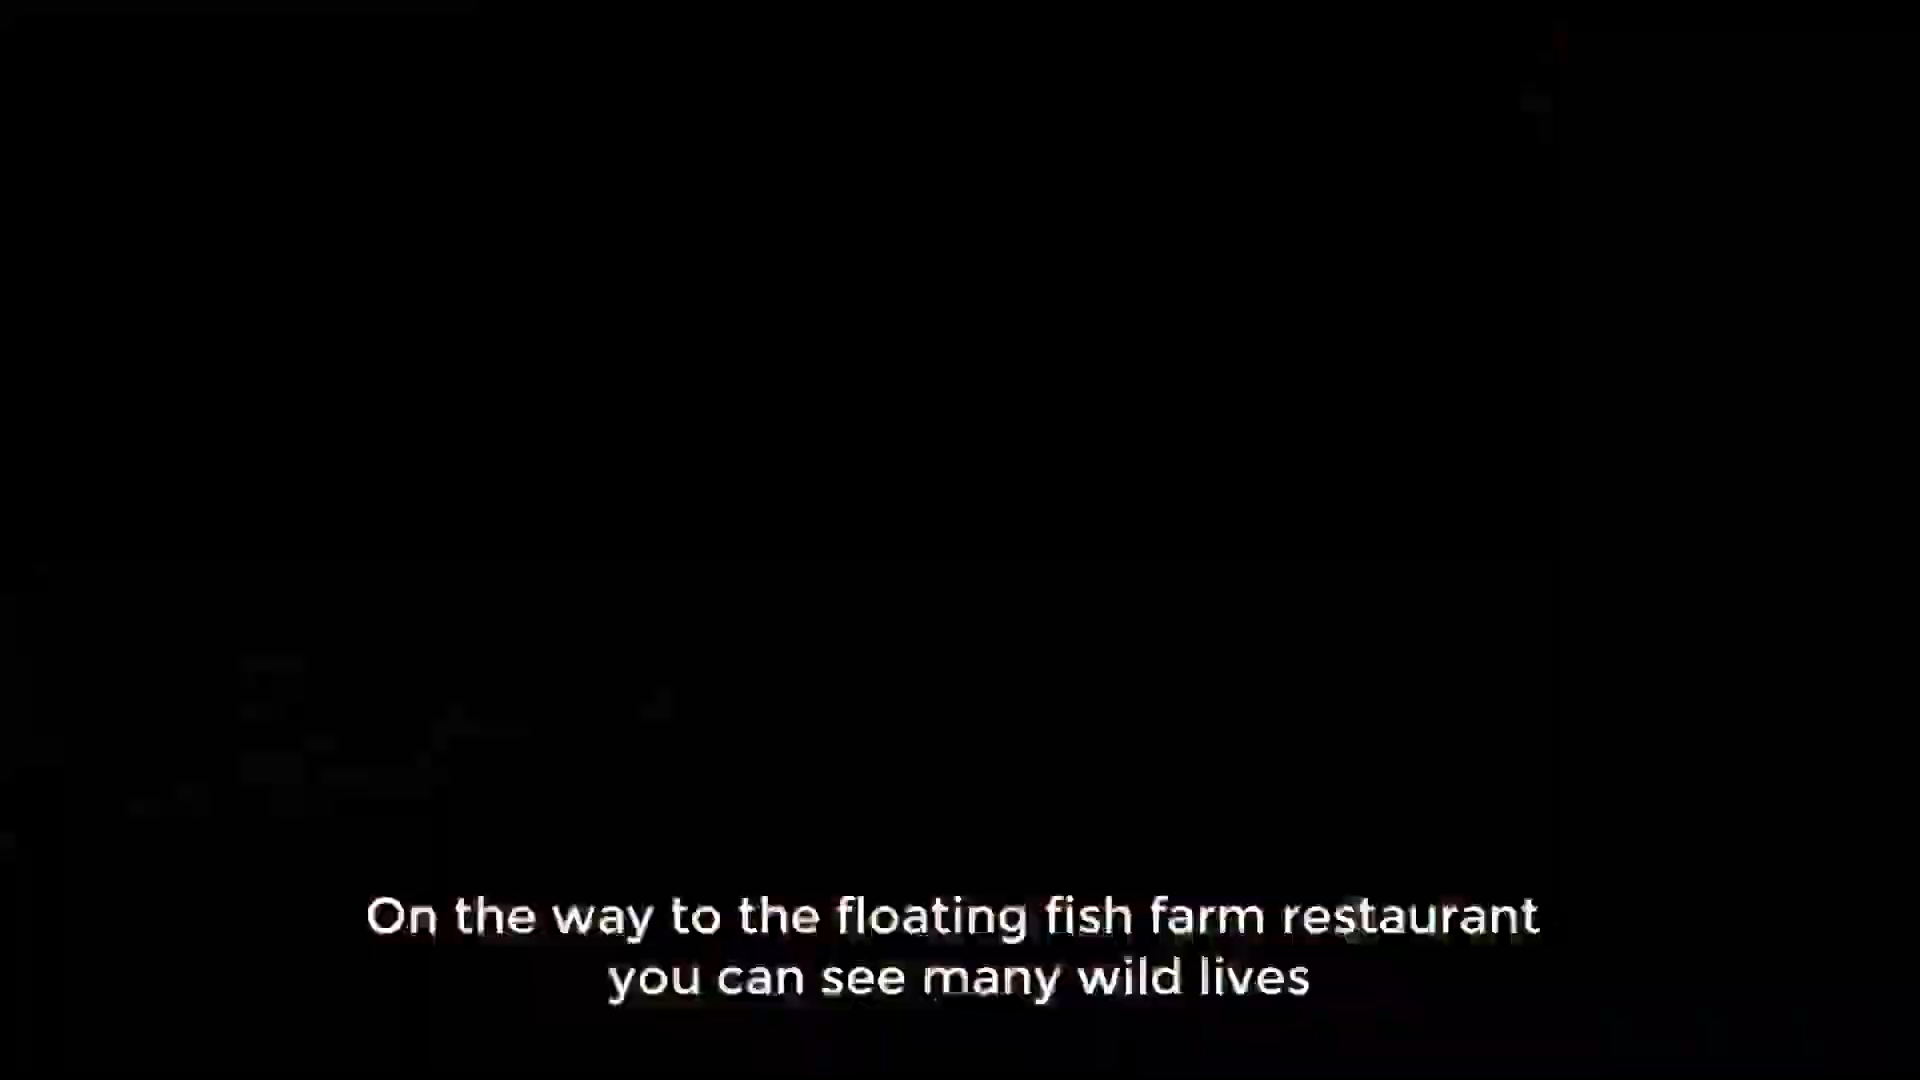 On the way to the floating fish farm restaurant
you can see many wild lives